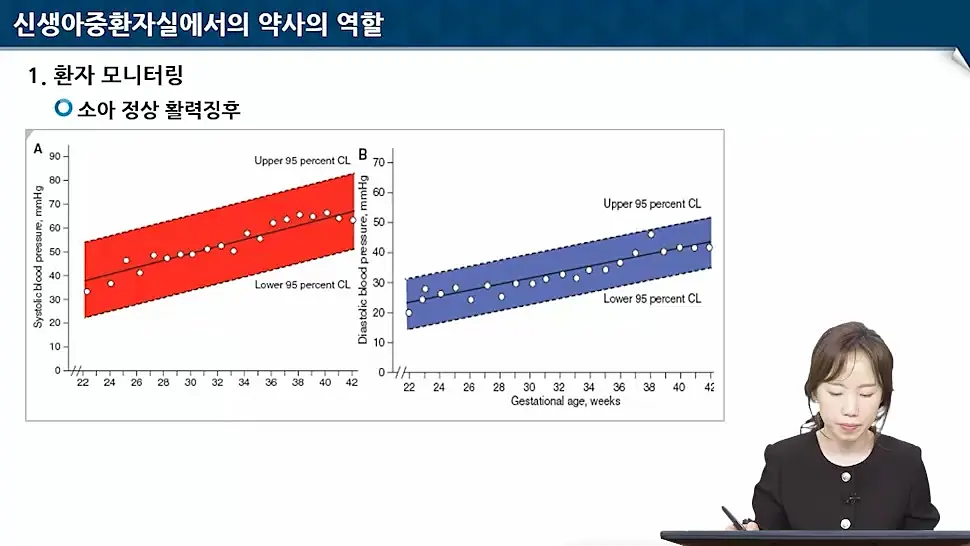 신생아중환자실에서의 약사의 역할
1. 환자 모니터링
소아 정상 활력징후
A
Systolic blood pressure, mmHg
90
80
70
60
50
40
30
20
10
0
Upper 95 percent CL
Lower 95 percent CL
22 24 26 28 30 32 34 36 38 40 42
B
Diastolic blood pressure, mmHg
70
60
50
40
30
20
10
0
Upper 95 percent CL
Lower 95 percent CL
22 24 26 28 30 32 34 36 38 40 42
Gestational age, weeks